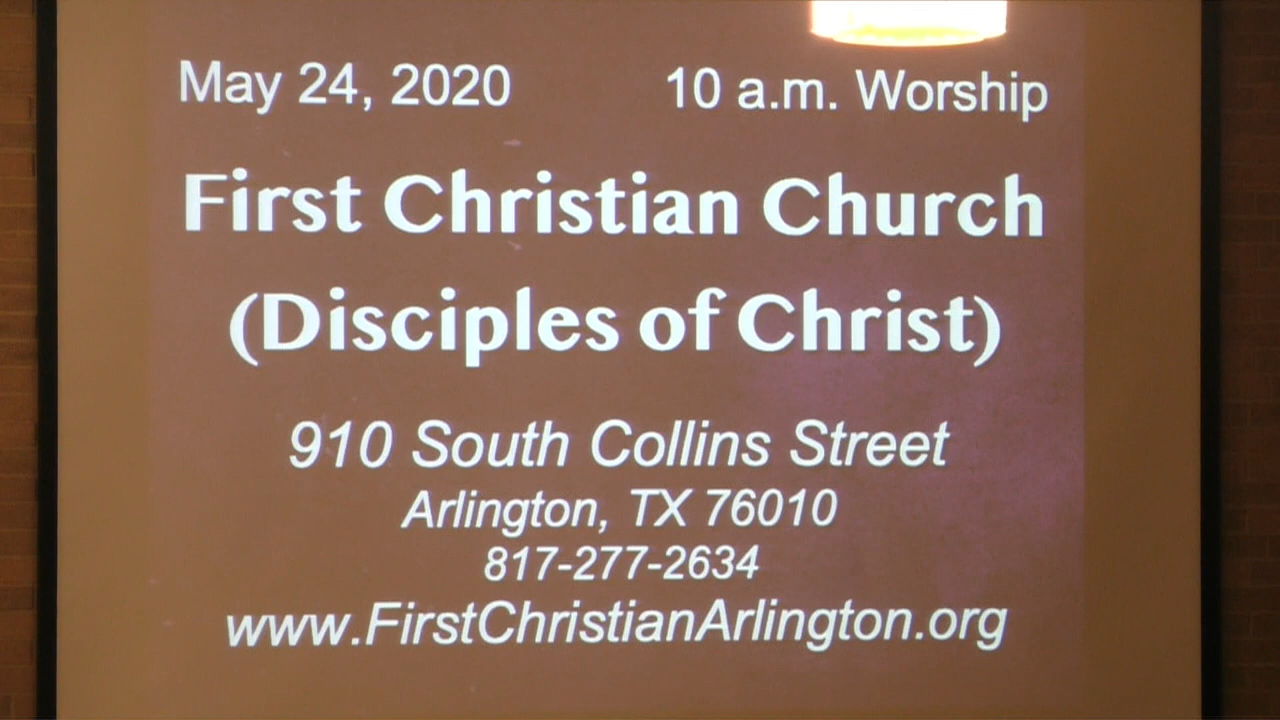 May 24, 2020 10 a.m. Worship
First Christian Church
(Disciples of Christ)
910 South Collins Street
Arlington, TX 76010
817-277-2634
www.FirstChristianArlington.org